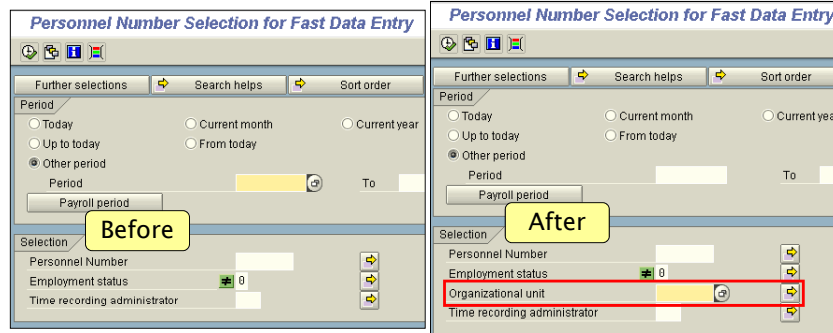 Personnel Number Selection for Fast Data Entry
Further selections Search helps Sort order
Period
Today Current month Current year
Up to today From today
Other period
Period To
Payroll period
Before
Selection
Personnel Number
Employment status 0
Time recording administrator
Personnel Number Selection for Fast Data Entry
Further selections Search helps Sort order
Period
Today Current month Current yea
Up to today From today
Other period
Period To
Payroll period
After
Selection
Personnel Number
Employment status 0
Organizational unit
Time recording administrator